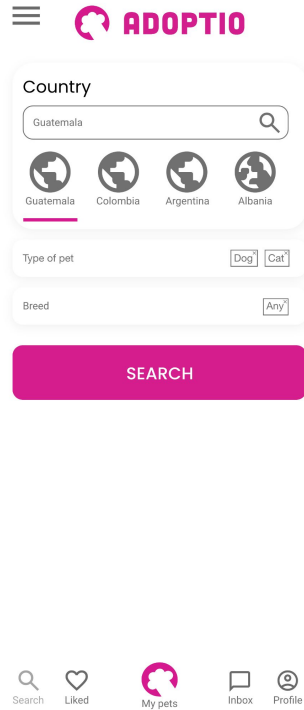 ADOPTIO
Country
Guatemala
Guatemala Colombia Argentina Albania
Type of pet Dog× Cat×
Breed Any×
SEARCH
Search Liked My pets Inbox Profile